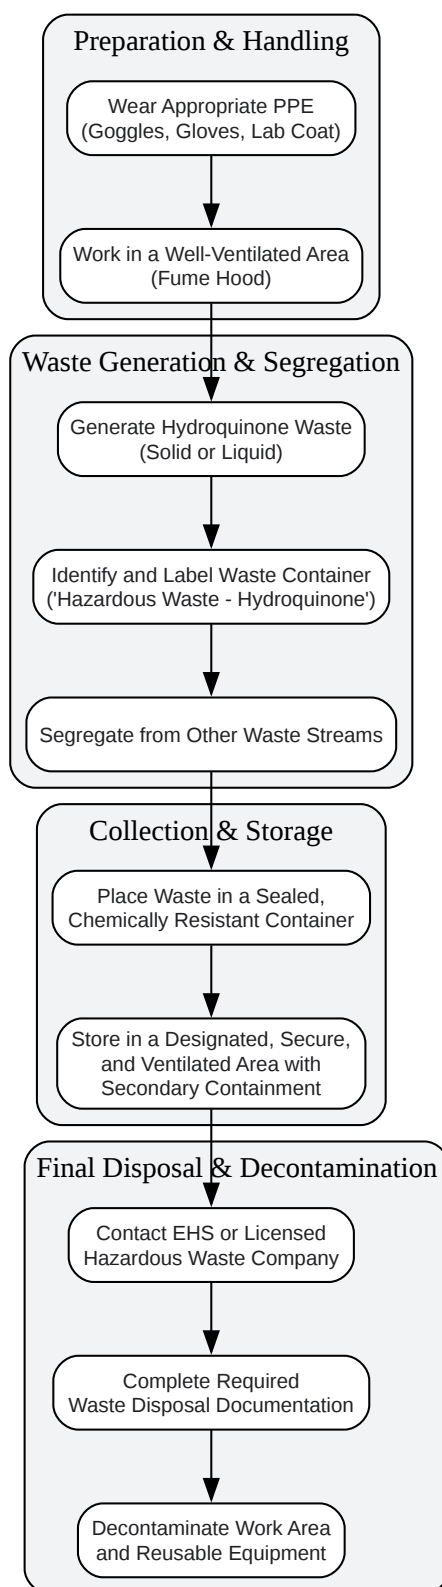 Preparation & Handling
Wear Appropriate PPE
(Goggles, Gloves, Lab Coat)
Work in a Well-Ventilated Area
(Fume Hood)
Waste Generation & Segregation
Generate Hydroquinone Waste
(Solid or Liquid)
Identify and Label Waste Container
('Hazardous Waste - Hydroquinone')
Segregate from Other Waste Streams
Collection & Storage
Place Waste in a Sealed,
Chemically Resistant Container
Store in a Designated, Secure,
and Ventilated Area with
Secondary Containment
Final Disposal & Decontamination
Contact EHS or Licensed
Hazardous Waste Company
Complete Required
Waste Disposal Documentation
Decontaminate Work Area
and Reusable Equipment